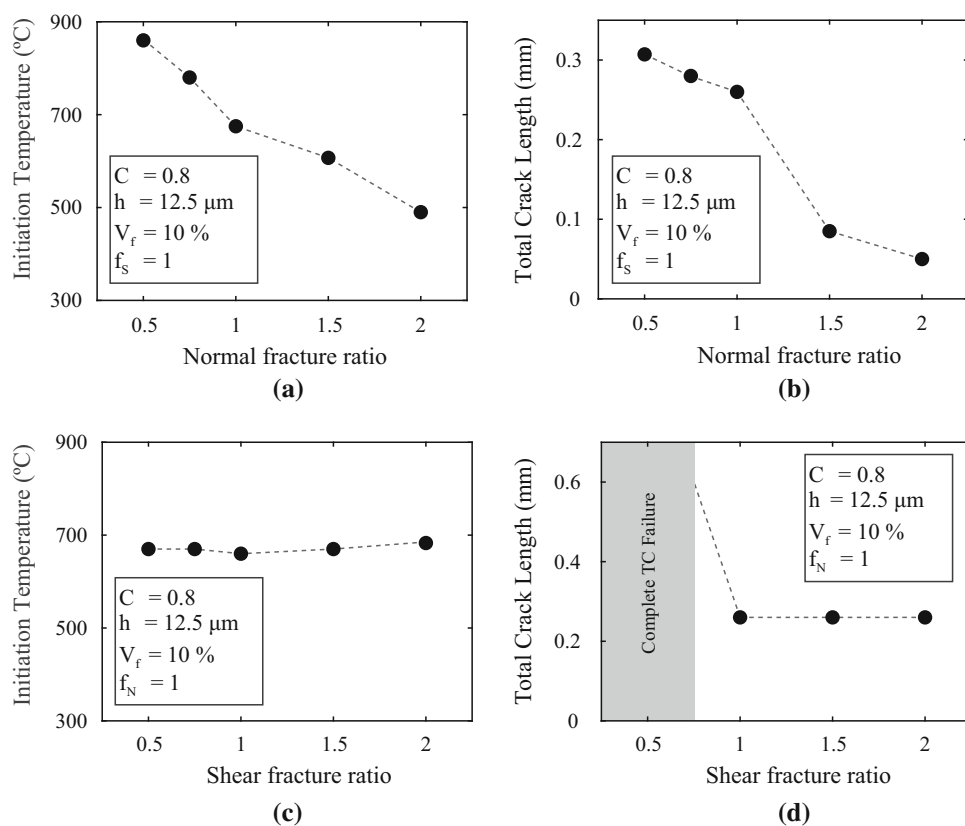 Initiation Temperature (ºC)
900
700
500
300
C = 0.8
h = 12.5 μm
V_f = 10 %
f_S = 1
0.5 1 1.5 2
Normal fracture ratio
(a)
Total Crack Length (mm)
0.3
0.2
0.1
0
C = 0.8
h = 12.5 μm
V_f = 10 %
f_S = 1
0.5 1 1.5 2
Normal fracture ratio
(b)
Initiation Temperature (ºC)
900
700
500
300
C = 0.8
h = 12.5 μm
V_f = 10 %
f_N = 1
0.5 1 1.5 2
Shear fracture ratio
(c)
Total Crack Length (mm)
0.6
0.4
0.2
0
Complete TC Failure
C = 0.8
h = 12.5 μm
V_f = 10 %
f_N = 1
0.5 1 1.5 2
Shear fracture ratio
(d)